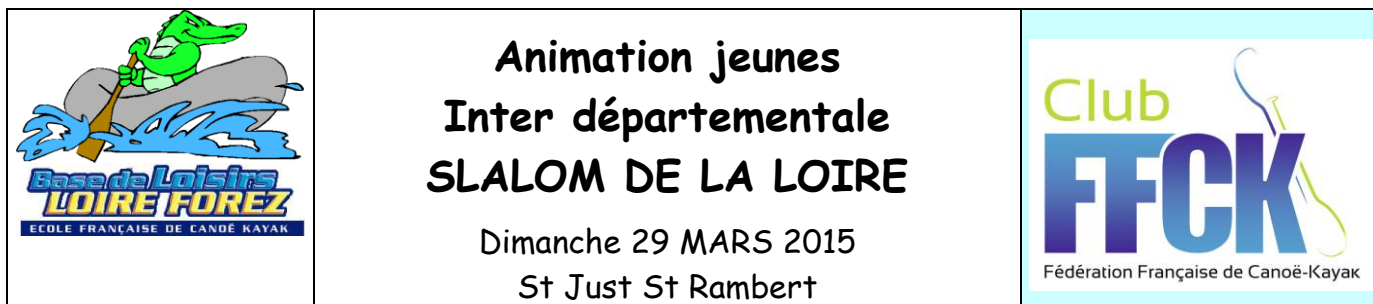 Base de Loisirs
LOIRE FOREZ
ECOLE FRANÇAISE DE CANOË KAYAK
Animation jeunes
Inter départementale
SLALOM DE LA LOIRE
Dimanche 29 MARS 2015
St Just St Rambert
Club
FFCK
Fédération Française de Canoë-Kayak